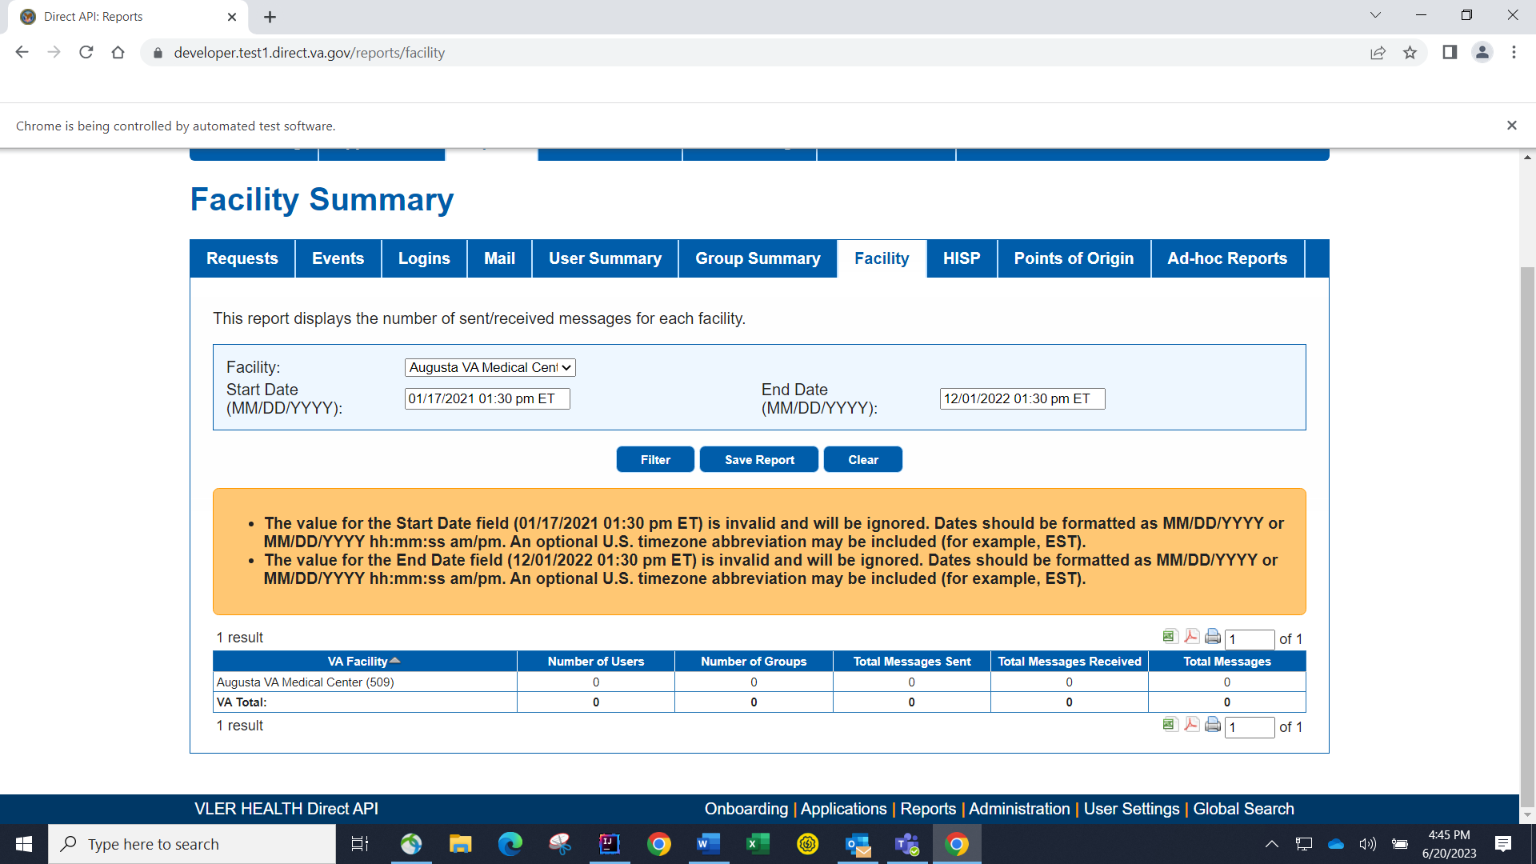 Direct API: Reports
developer.test1.direct.va.gov/reports/facility
Chrome is being controlled by automated test software.
Facility Summary
Requests Events Logins Mail User Summary Group Summary Facility HISP Points of Origin Ad-hoc Reports
This report displays the number of sent/received messages for each facility.
Facility: Augusta VA Medical Cent
Start Date
(MM/DD/YYYY): 01/17/2021 01:30 pm ET
End Date
(MM/DD/YYYY): 12/01/2022 01:30 pm ET
Filter Save Report Clear
• The value for the Start Date field (01/17/2021 01:30 pm ET) is invalid and will be ignored. Dates should be formatted as MM/DD/YYYY or
MM/DD/YYYY hh:mm:ss am/pm. An optional U.S. timezone abbreviation may be included (for example, EST).
• The value for the End Date field (12/01/2022 01:30 pm ET) is invalid and will be ignored. Dates should be formatted as MM/DD/YYYY or
MM/DD/YYYY hh:mm:ss am/pm. An optional U.S. timezone abbreviation may be included (for example, EST).
1 result 1 of 1
VA Facility Number of Users Number of Groups Total Messages Sent Total Messages Received Total Messages
Augusta VA Medical Center (509) 0 0 0 0 0
VA Total: 0 0 0 0 0
1 result 1 of 1
VLER HEALTH Direct API Onboarding | Applications | Reports | Administration | User Settings | Global Search
Type here to search
4:45 PM
6/20/2023